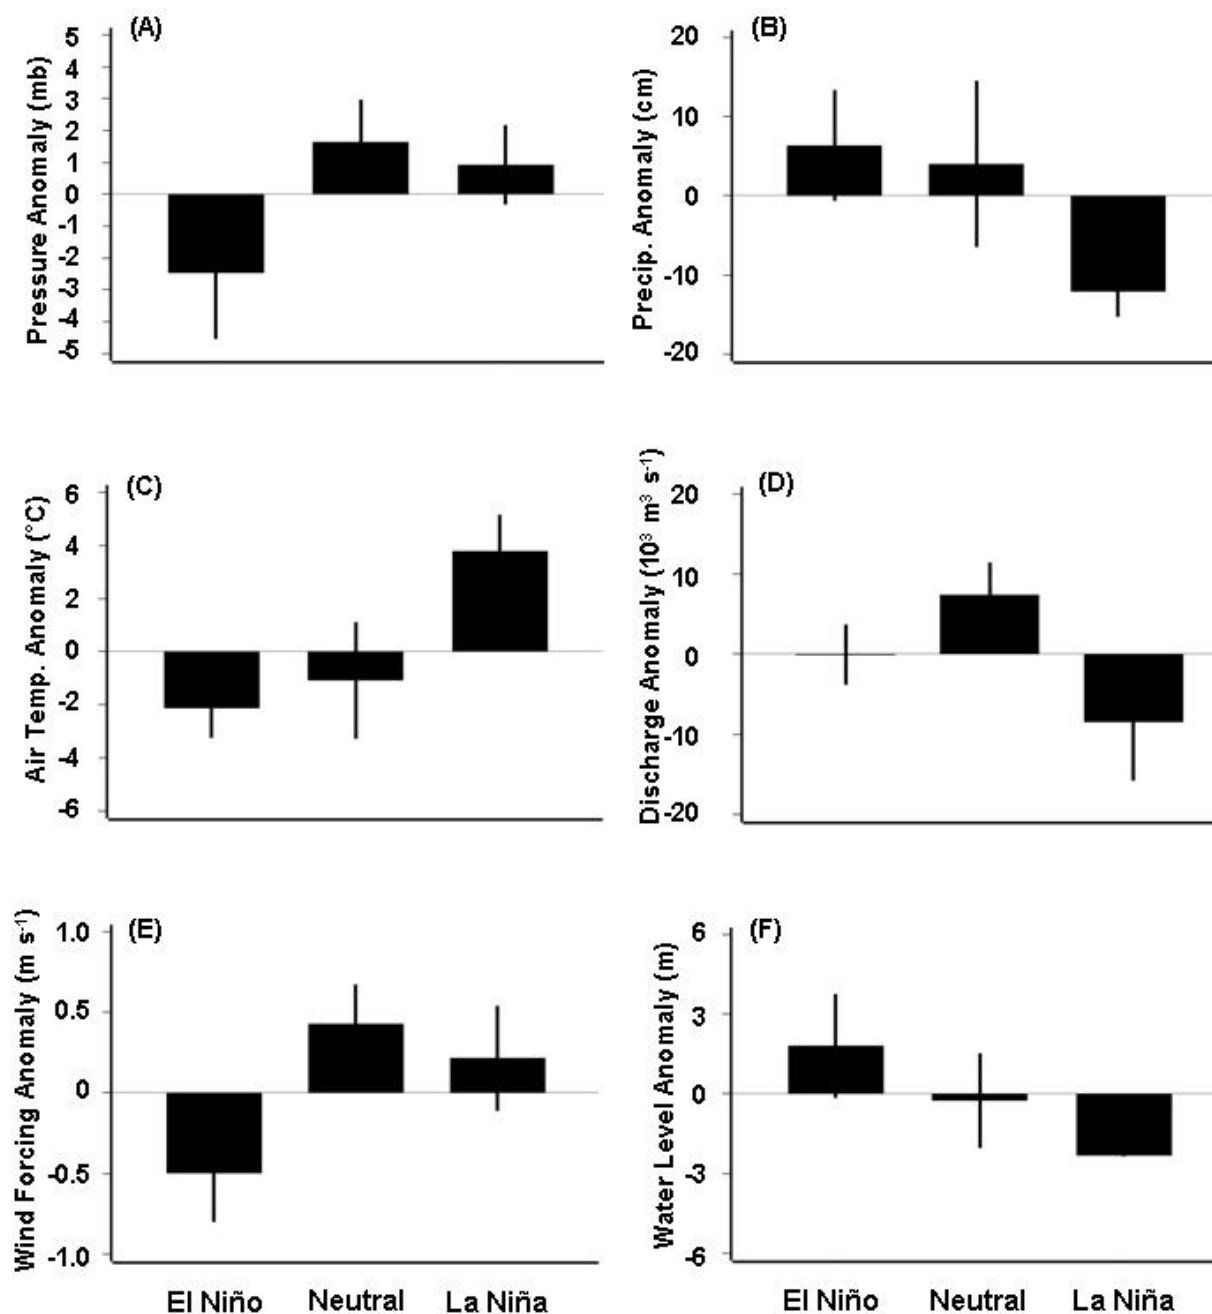 (A)
Pressure Anomaly (mb)
5
4
3
2
1
0
-1
-2
-3
-4
-5
(B)
Precip. Anomaly (cm)
20
10
0
-10
-20
(C)
Air Temp. Anomaly (°C)
6
4
2
0
-2
-4
-6
(D)
Discharge Anomaly (10³ m³ s⁻¹)
20
10
0
-10
-20
(E)
Wind Forcing Anomaly (m s⁻¹)
1.0
0.5
0
-0.5
-1.0
El Niño Neutral La Niña
(F)
Water Level Anomaly (m)
6
3
0
-3
-6
El Niño Neutral La Niña